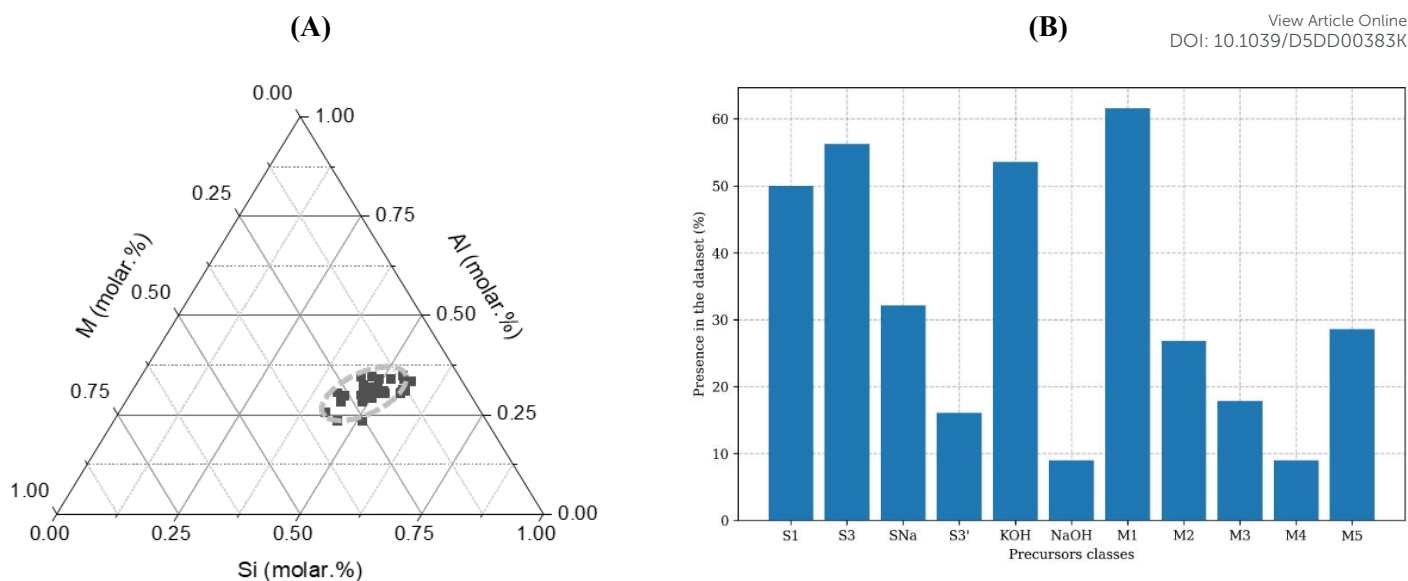 (A)
(B)
View Article Online
DOI: 10.1039/D5DD00383K
0.00
1.00
0.25
0.75
M (molar.%)
Al (molar.%)
0.50
0.50
0.75
0.25
1.00
0.00
0.00
0.25
0.50
0.75
1.00
Si (molar.%)
Presence in the dataset (%)
60
50
40
30
20
10
0
S1 S3 SNa S3' KOH NaOH M1 M2 M3 M4 M5
Precursors classes